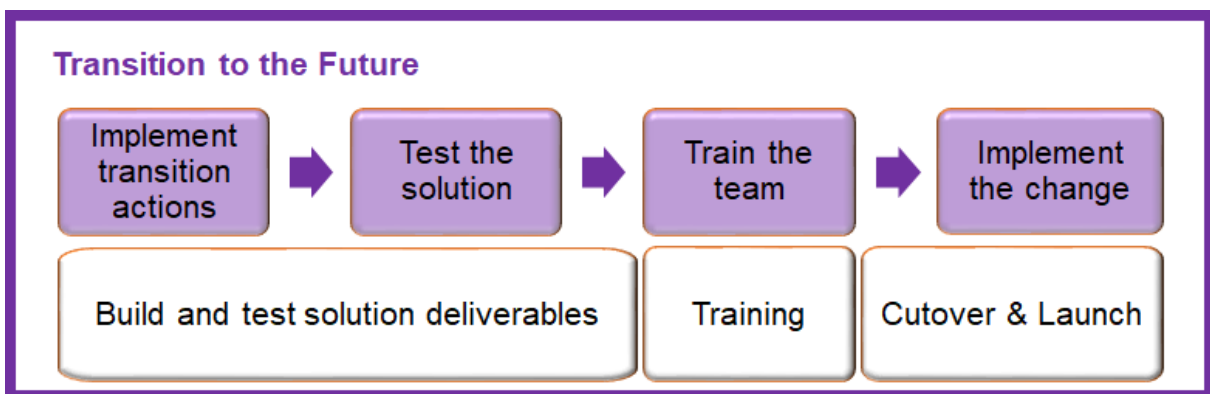 Transition to the Future
Implement
transition
actions
Test the
solution
Train the
team
Implement
the change
Build and test solution deliverables
Training
Cutover & Launch